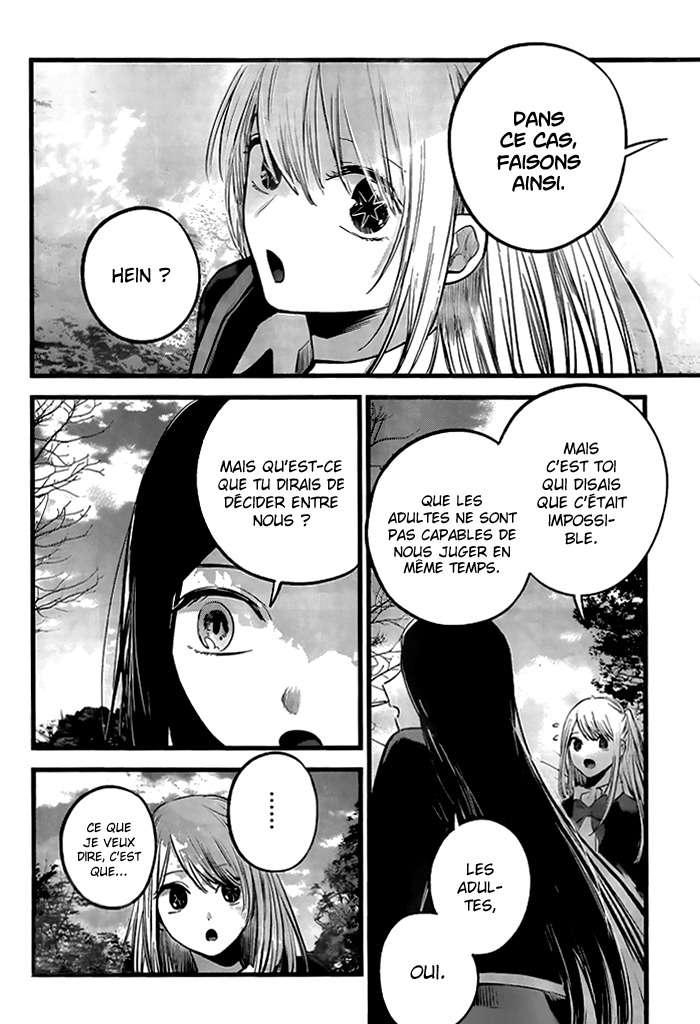 DANS
CE CAS,
FAISONS
AINSI.
HEIN ?
MAIS
C'EST TOI
QUI DISAIS
QUE C'ÉTAIT
IMPOSSI-
BLE.
QUE LES
ADULTES NE SONT
PAS CAPABLES DE
NOUS JUGER EN
MÊME TEMPS.
LES
ADUL-
TES,
OUI.
MAIS QU'EST-CE
QUE TU DIRAIS DE
DÉCIDER ENTRE
NOUS ?
......
CE QUE
JE VEUX
DIRE, C'EST
QUE...